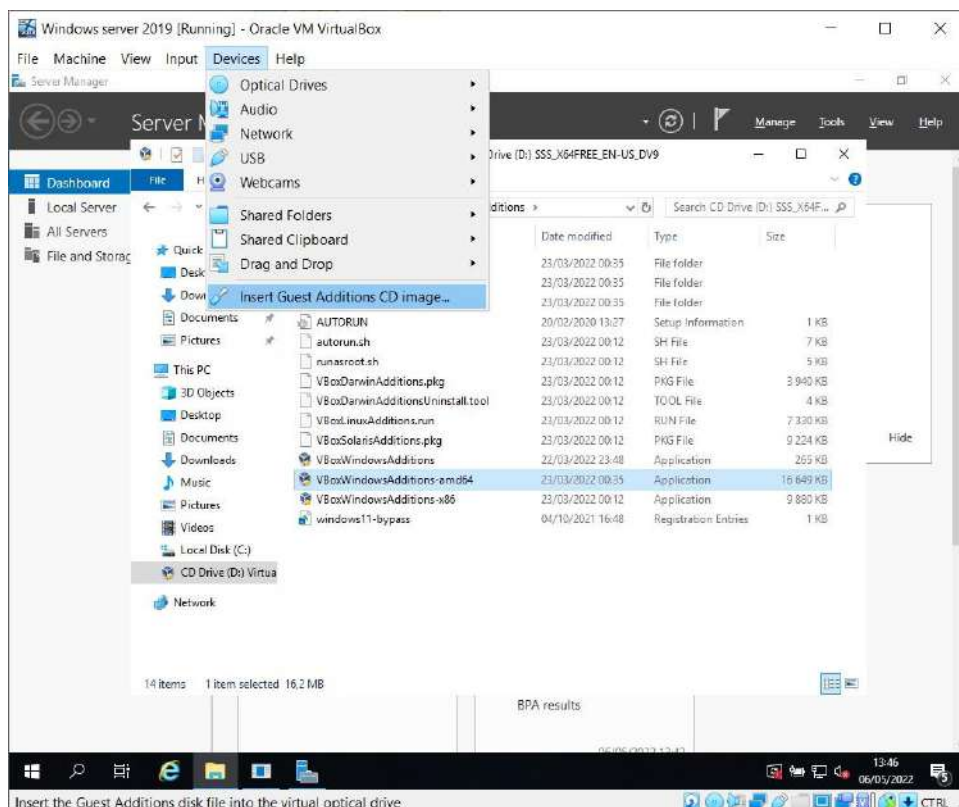 Windows server 2019 [Running] - Oracle VM VirtualBox
File Machine View Input Devices Help
Server Manager
Optical Drives
Audio
Network
USB
Webcams
Shared Folders
Shared Clipboard
Drag and Drop
Insert Guest Additions CD image...
Server
Manage Tools View Help
Drive (D:) SSS_X64FREE_EN-US_DV9
File
Dashboard
Local Server
All Servers
File and Storag
Search CD Drive (D:) SSS_X64F...
Date modified Type Size
Quick
Desk
Dow
Documents
Pictures
This PC
3D Objects
Desktop
Documents
Downloads
Music
Pictures
Videos
Local Disk (C:)
CD Drive (D:) Virtua
Network
23/03/2022 00:35 File folder
23/03/2022 00:35 File folder
23/03/2022 00:35 File folder
AUTORUN 20/02/2020 13:27 Setup Information 1 KB
autorun.sh 23/03/2022 00:12 SH File 7 KB
runasroot.sh 23/03/2022 00:12 SH File 5 KB
VBoxDarwinAdditions.pkg 23/03/2022 00:12 PKG File 3 940 KB
VBoxDarwinAdditionsUninstall.tool 23/03/2022 00:12 TOOL File 4 KB
VBoxLinuxAdditions.run 23/03/2022 00:12 RUN File 7 330 KB
VBoxSolarisAdditions.pkg 23/03/2022 00:12 PKG File 9 224 KB
VBoxWindowsAdditions 22/03/2022 23:48 Application 265 KB
VBoxWindowsAdditions-amd64 23/03/2022 00:35 Application 16 649 KB
VBoxWindowsAdditions-x86 23/03/2022 00:12 Application 9 880 KB
windows11-bypass 04/10/2021 16:48 Registration Entries 1 KB
Hide
14 items 1 item selected 16,2 MB
BPA results
13:46
06/05/2022
Insert the Guest Additions disk file into the virtual optical drive
CTRL